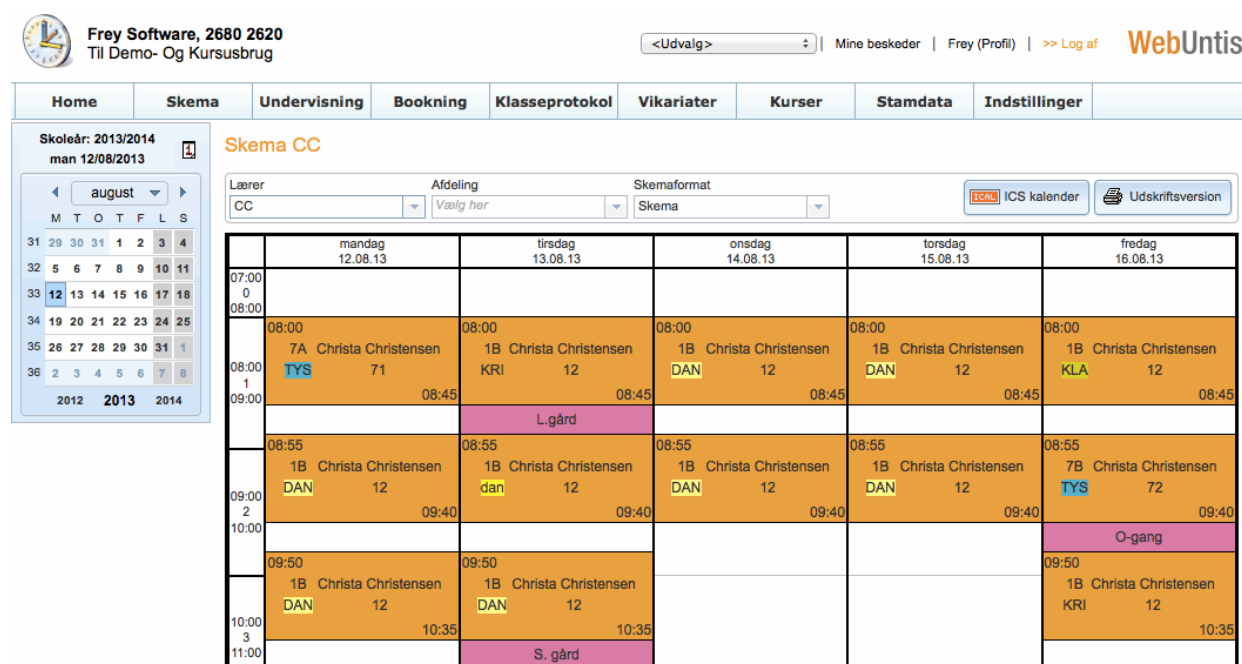 Frey Software, 2680 2620
Til Demo- Og Kursusbrug
<Udvalg> | Mine beskeder | Frey (Profil) | >> Log af WebUntis
Home Skema Undervisning Bookning Klasseprotokol Vikariater Kurser Stamdata Indstillinger
Skoleår: 2013/2014
man 12/08/2013
1
august
M T O T F L S
31 29 30 31 1 2 3 4
32 5 6 7 8 9 10 11
33 12 13 14 15 16 17 18
34 19 20 21 22 23 24 25
35 26 27 28 29 30 31 1
36 2 3 4 5 6 7 8
2012 2013 2014
Skema CC
Lærer Afdeling Skemaformat
CC Vælg her Skema
ICAL ICS kalender Udskriftsversion
mandag tirsdag onsdag torsdag fredag
12.08.13 13.08.13 14.08.13 15.08.13 16.08.13
07:00
0
08:00
08:00 08:00 08:00 08:00 08:00
7A Christa Christensen 1B Christa Christensen 1B Christa Christensen 1B Christa Christensen 1B Christa Christensen
08:00 TYS 71 KRI 12 DAN 12 DAN 12 KLA 12
1
09:00 08:45 08:45 08:45 08:45 08:45
L.gård
08:55 08:55 08:55 08:55 08:55
1B Christa Christensen 1B Christa Christensen 1B Christa Christensen 1B Christa Christensen 7B Christa Christensen
DAN 12 dan 12 DAN 12 DAN 12 TYS 72
09:00
2 09:40 09:40 09:40 09:40 09:40
10:00
O-gang
09:50 09:50 09:50
1B Christa Christensen 1B Christa Christensen 1B Christa Christensen
DAN 12 DAN 12 KRI 12
10:00
3 10:35 10:35 10:35
11:00 S. gård